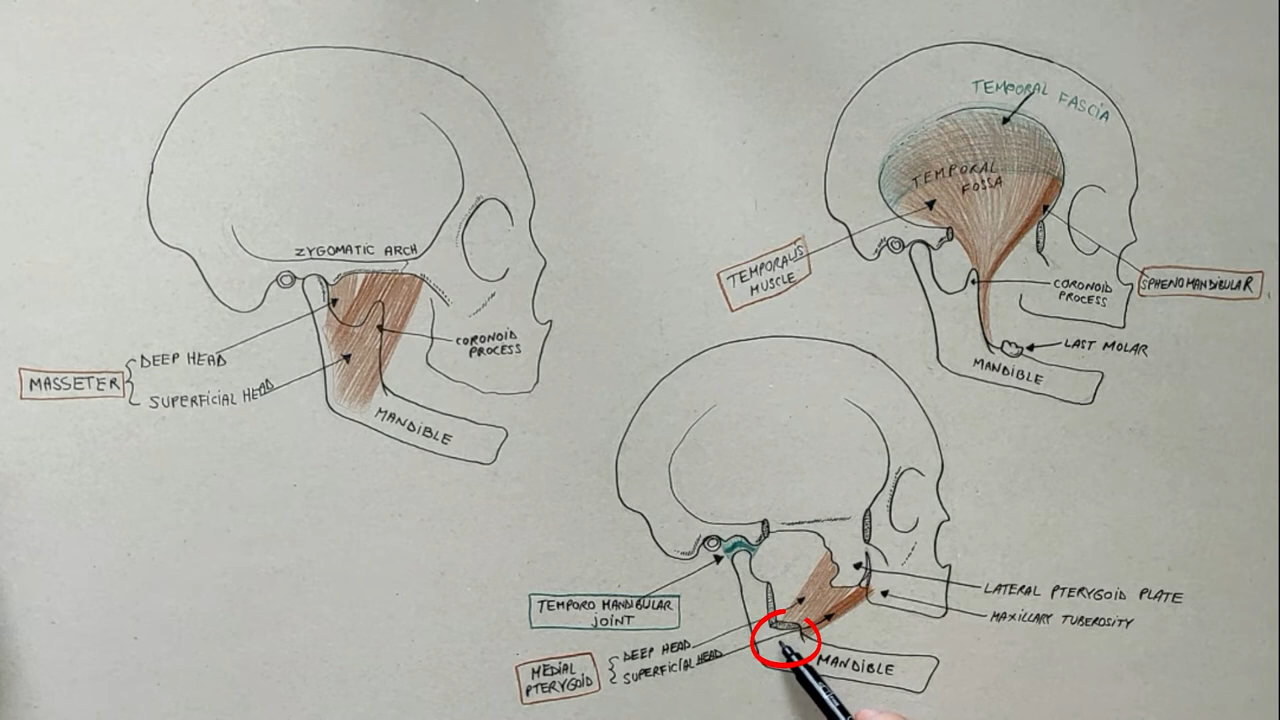 ZYGOMATIC ARCH
DEEP HEAD
MASSETER
SUPERFICIAL HEAD
CORONOID
PROCESS
MANDIBLE
TEMPORAL FASCIA
TEMPORAL
FOSSA
TEMPORALIS
MUSCLE
SPHENOMANDIBULAR
CORONOID
PROCESS
LAST MOLAR
MANDIBLE
TEMPORO MANDIBULAR
JOINT
LATERAL PTERYGOID PLATE
MAXILLARY TUBEROSITY
DEEP HEAD
SUPERFICIAL HEAD
MEDIAL
PTERYGOID
MANDIBLE